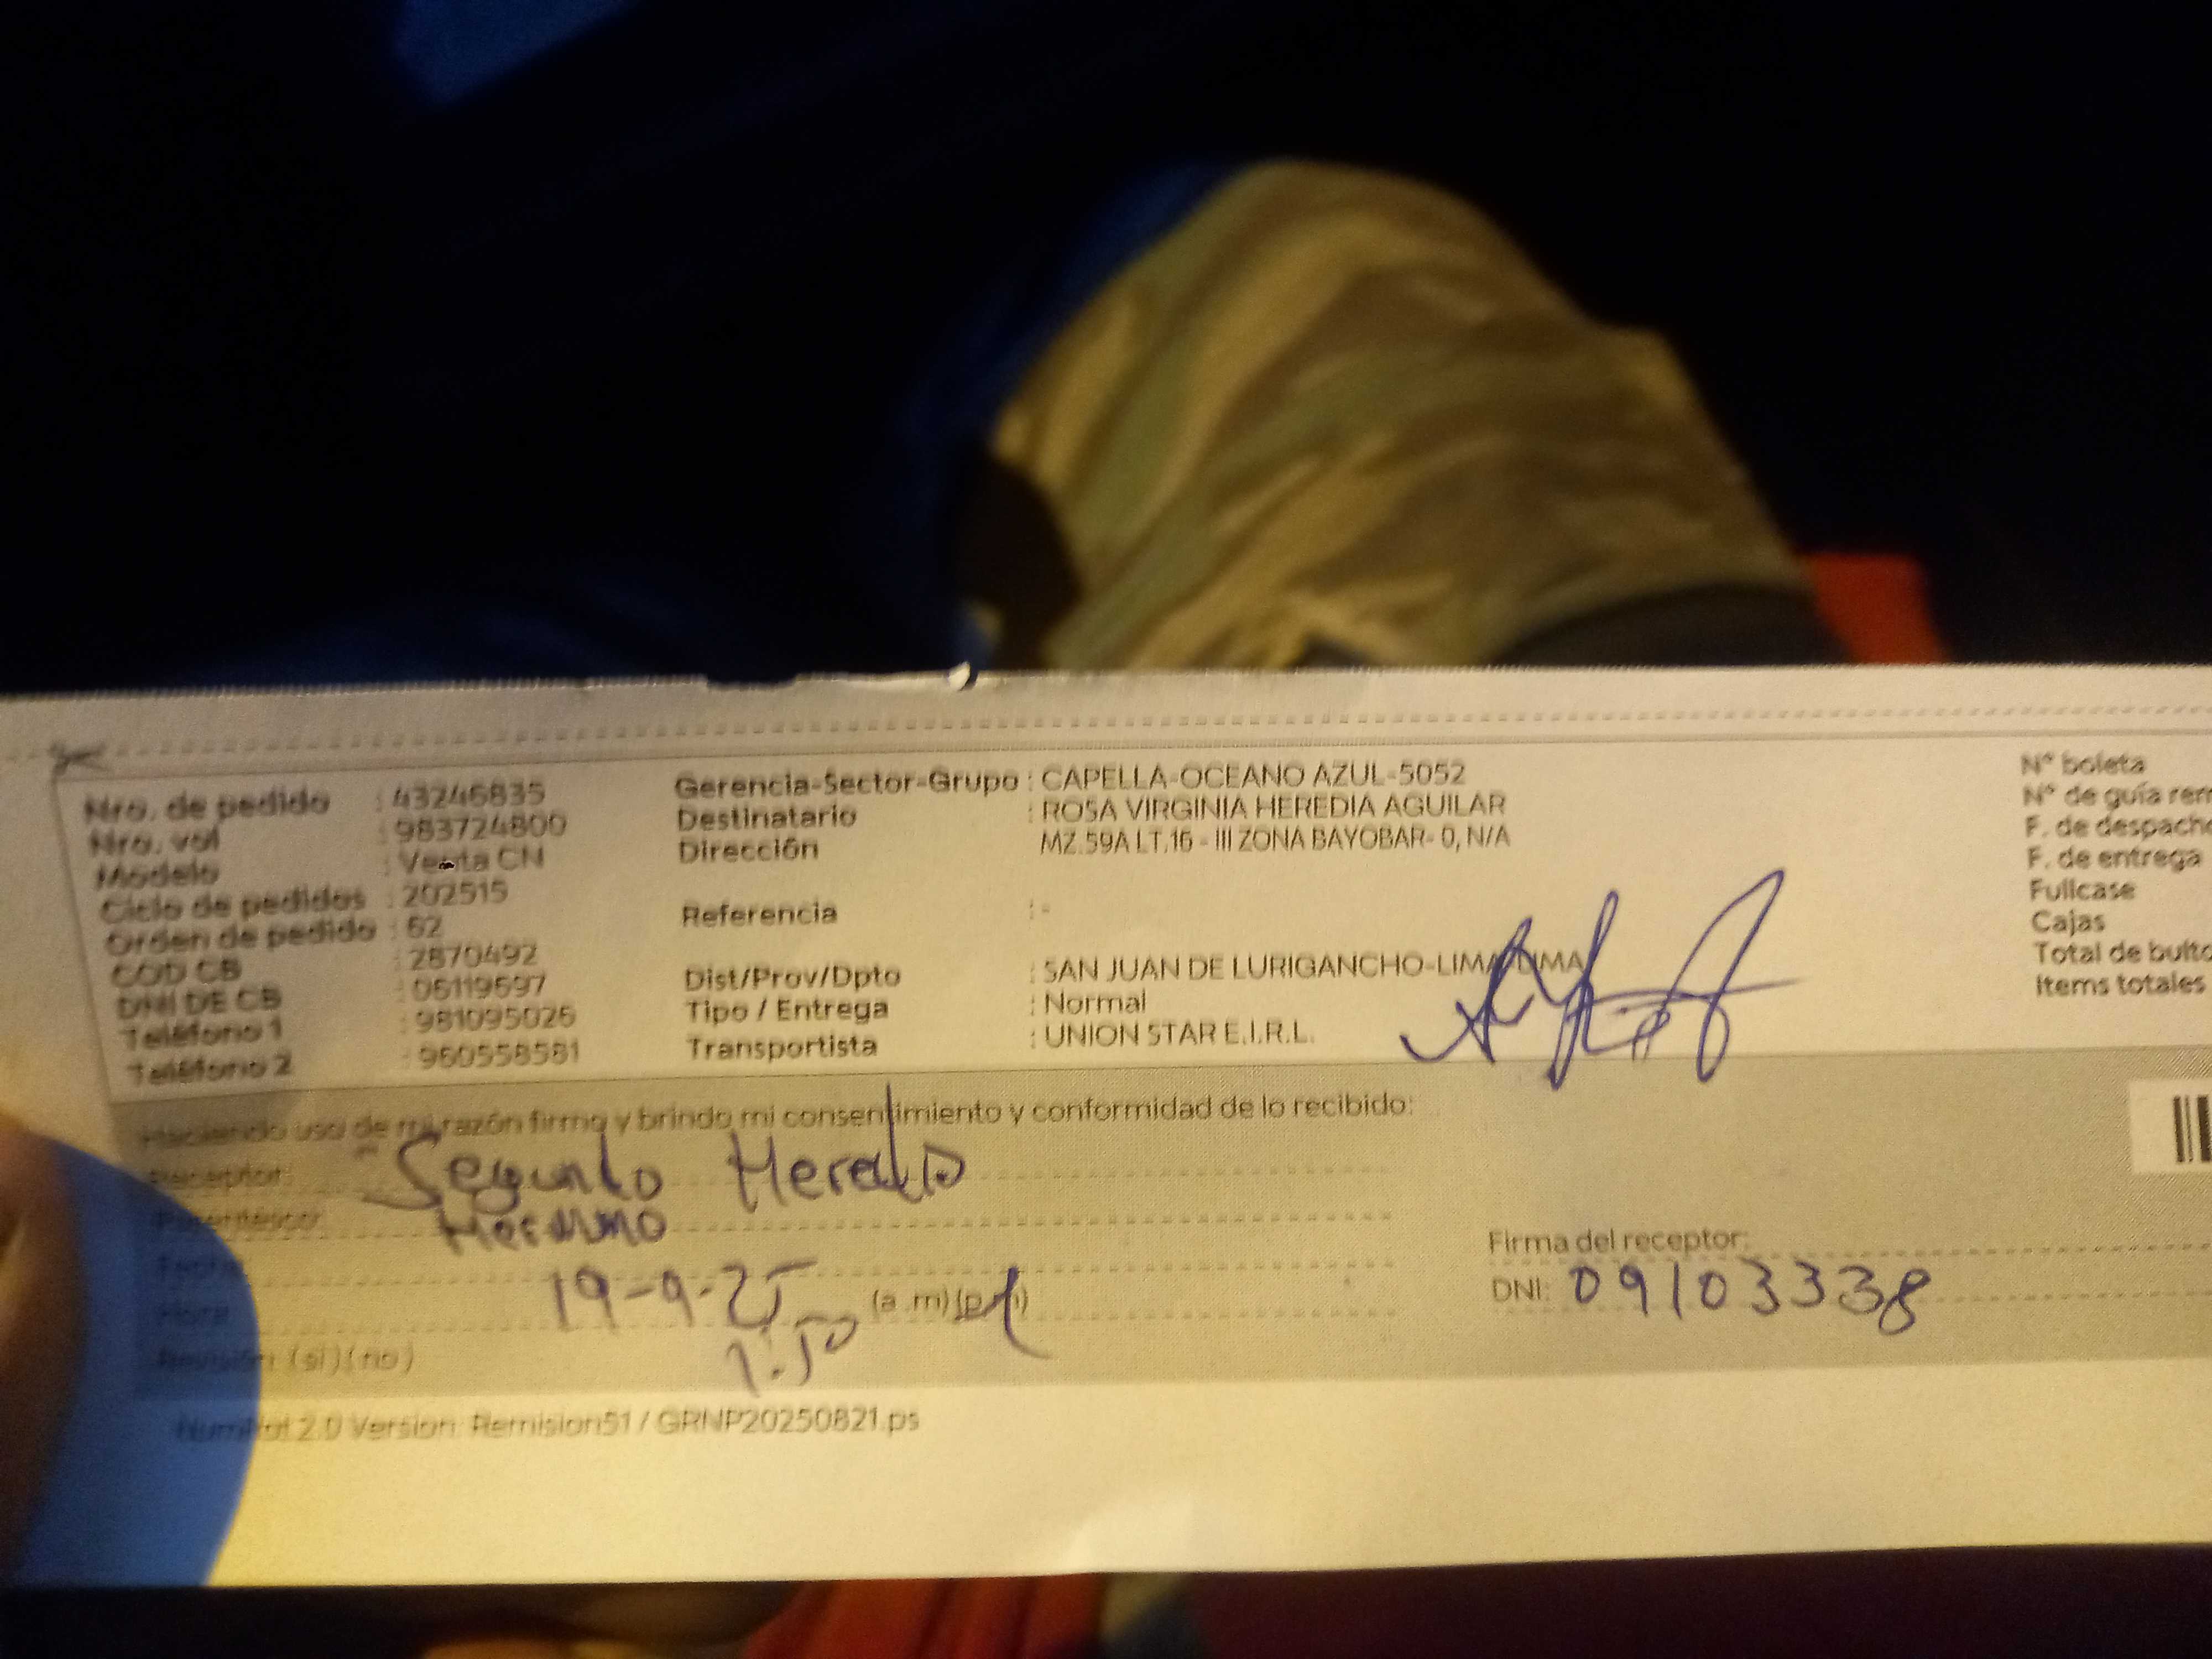 Nro. de pedido : 43246835
Nro. vol : 983724800
Modelo : Venta CN
Ciclo de pedidos : 202515
Orden de pedido : 62
COD CB : 2870492
DNI DE CB : 06119697
Teléfono 1 : 981095026
Teléfono 2 : 960558581
Gerencia-Sector-Grupo : CAPELLA-OCEANO AZUL-5052
Destinatario : ROSA VIRGINIA HEREDIA AGUILAR
Dirección MZ.59A LT.16 - III ZONA BAYOBAR- 0, N/A
Referencia : -
Dist/Prov/Dpto : SAN JUAN DE LURIGANCHO-LIMA-LIMA
Tipo / Entrega : Normal
Transportista : UNION STAR E.I.R.L.
N° boleta
N° de guía rem
F. de despacho
F. de entrega
Fullcase
Cajas
Total de bulto
Items totales
Haciendo uso de mi razón firmo y brindo mi consentimiento y conformidad de lo recibido:
Receptor: Segundo Heredia
Parentesco: Hermano
Fecha 19-9-25
Hora 1:50 (a .m) (p.m)
Revisión: (si) (no)
Firma del receptor:
DNI: 09103338
2.0 Version: Remision51 / GRNP20250821.ps